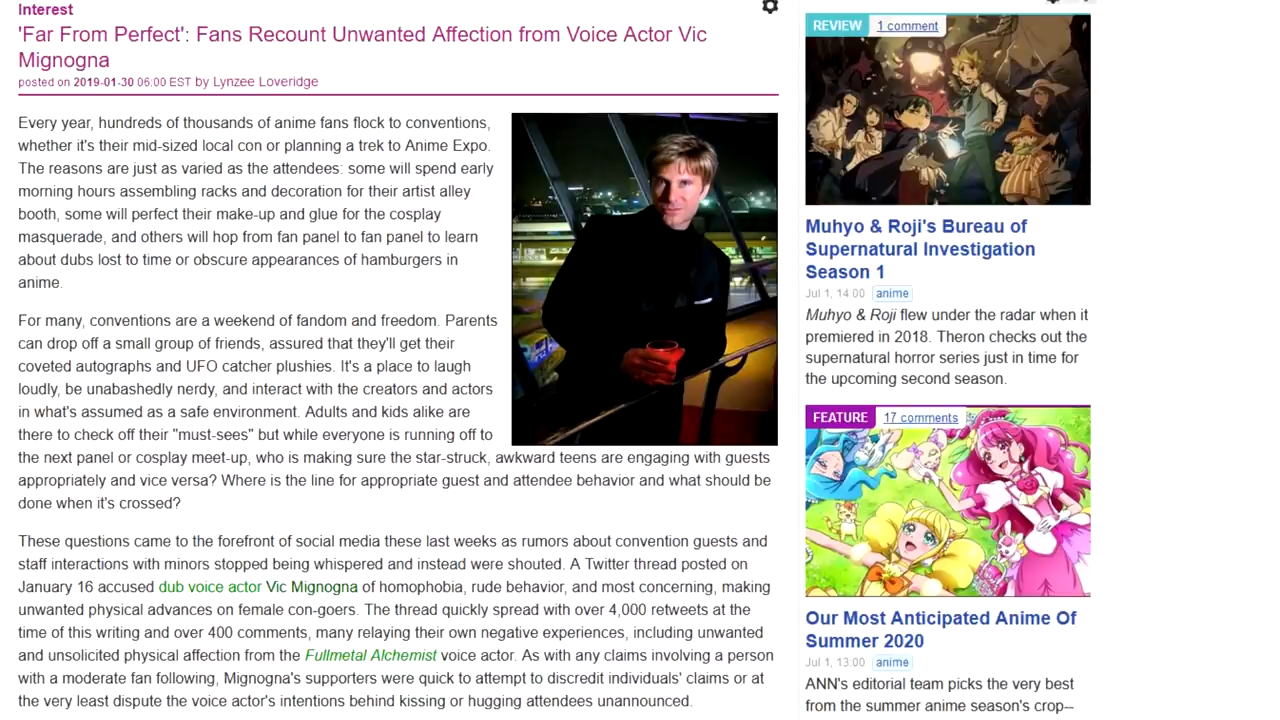 Interest
'Far From Perfect': Fans Recount Unwanted Affection from Voice Actor Vic
Mignogna
posted on 2019-01-30 06:00 EST by Lynzee Loveridge
Every year, hundreds of thousands of anime fans flock to conventions,
whether it's their mid-sized local con or planning a trek to Anime Expo.
The reasons are just as varied as the attendees: some will spend early
morning hours assembling racks and decoration for their artist alley
booth, some will perfect their make-up and glue for the cosplay
masquerade, and others will hop from fan panel to fan panel to learn
about dubs lost to time or obscure appearances of hamburgers in
anime.
For many, conventions are a weekend of fandom and freedom. Parents
can drop off a small group of friends, assured that they'll get their
coveted autographs and UFO catcher plushies. It's a place to laugh
loudly, be unabashedly nerdy, and interact with the creators and actors
in what's assumed as a safe environment. Adults and kids alike are
there to check off their "must-sees" but while everyone is running off to
the next panel or cosplay meet-up, who is making sure the star-struck, awkward teens are engaging with guests
appropriately and vice versa? Where is the line for appropriate guest and attendee behavior and what should be
done when it's crossed?
These questions came to the forefront of social media these last weeks as rumors about convention guests and
staff interactions with minors stopped being whispered and instead were shouted. A Twitter thread posted on
January 16 accused dub voice actor Vic Mignogna of homophobia, rude behavior, and most concerning, making
unwanted physical advances on female con-goers. The thread quickly spread with over 4,000 retweets at the
time of this writing and over 400 comments, many relaying their own negative experiences, including unwanted
and unsolicited physical affection from the Fullmetal Alchemist voice actor. As with any claims involving a person
with a moderate fan following, Mignogna's supporters were quick to attempt to discredit individuals' claims or at
the very least dispute the voice actor's intentions behind kissing or hugging attendees unannounced.
REVIEW 1 comment
Muhyo & Roji's Bureau of
Supernatural Investigation
Season 1
Jul 1, 14:00 anime
Muhyo & Roji flew under the radar when it
premiered in 2018. Theron checks out the
supernatural horror series just in time for
the upcoming second season.
FEATURE 17 comments
Our Most Anticipated Anime Of
Summer 2020
Jul 1, 13:00 anime
ANN's editorial team picks the very best
from the summer anime season's crop--